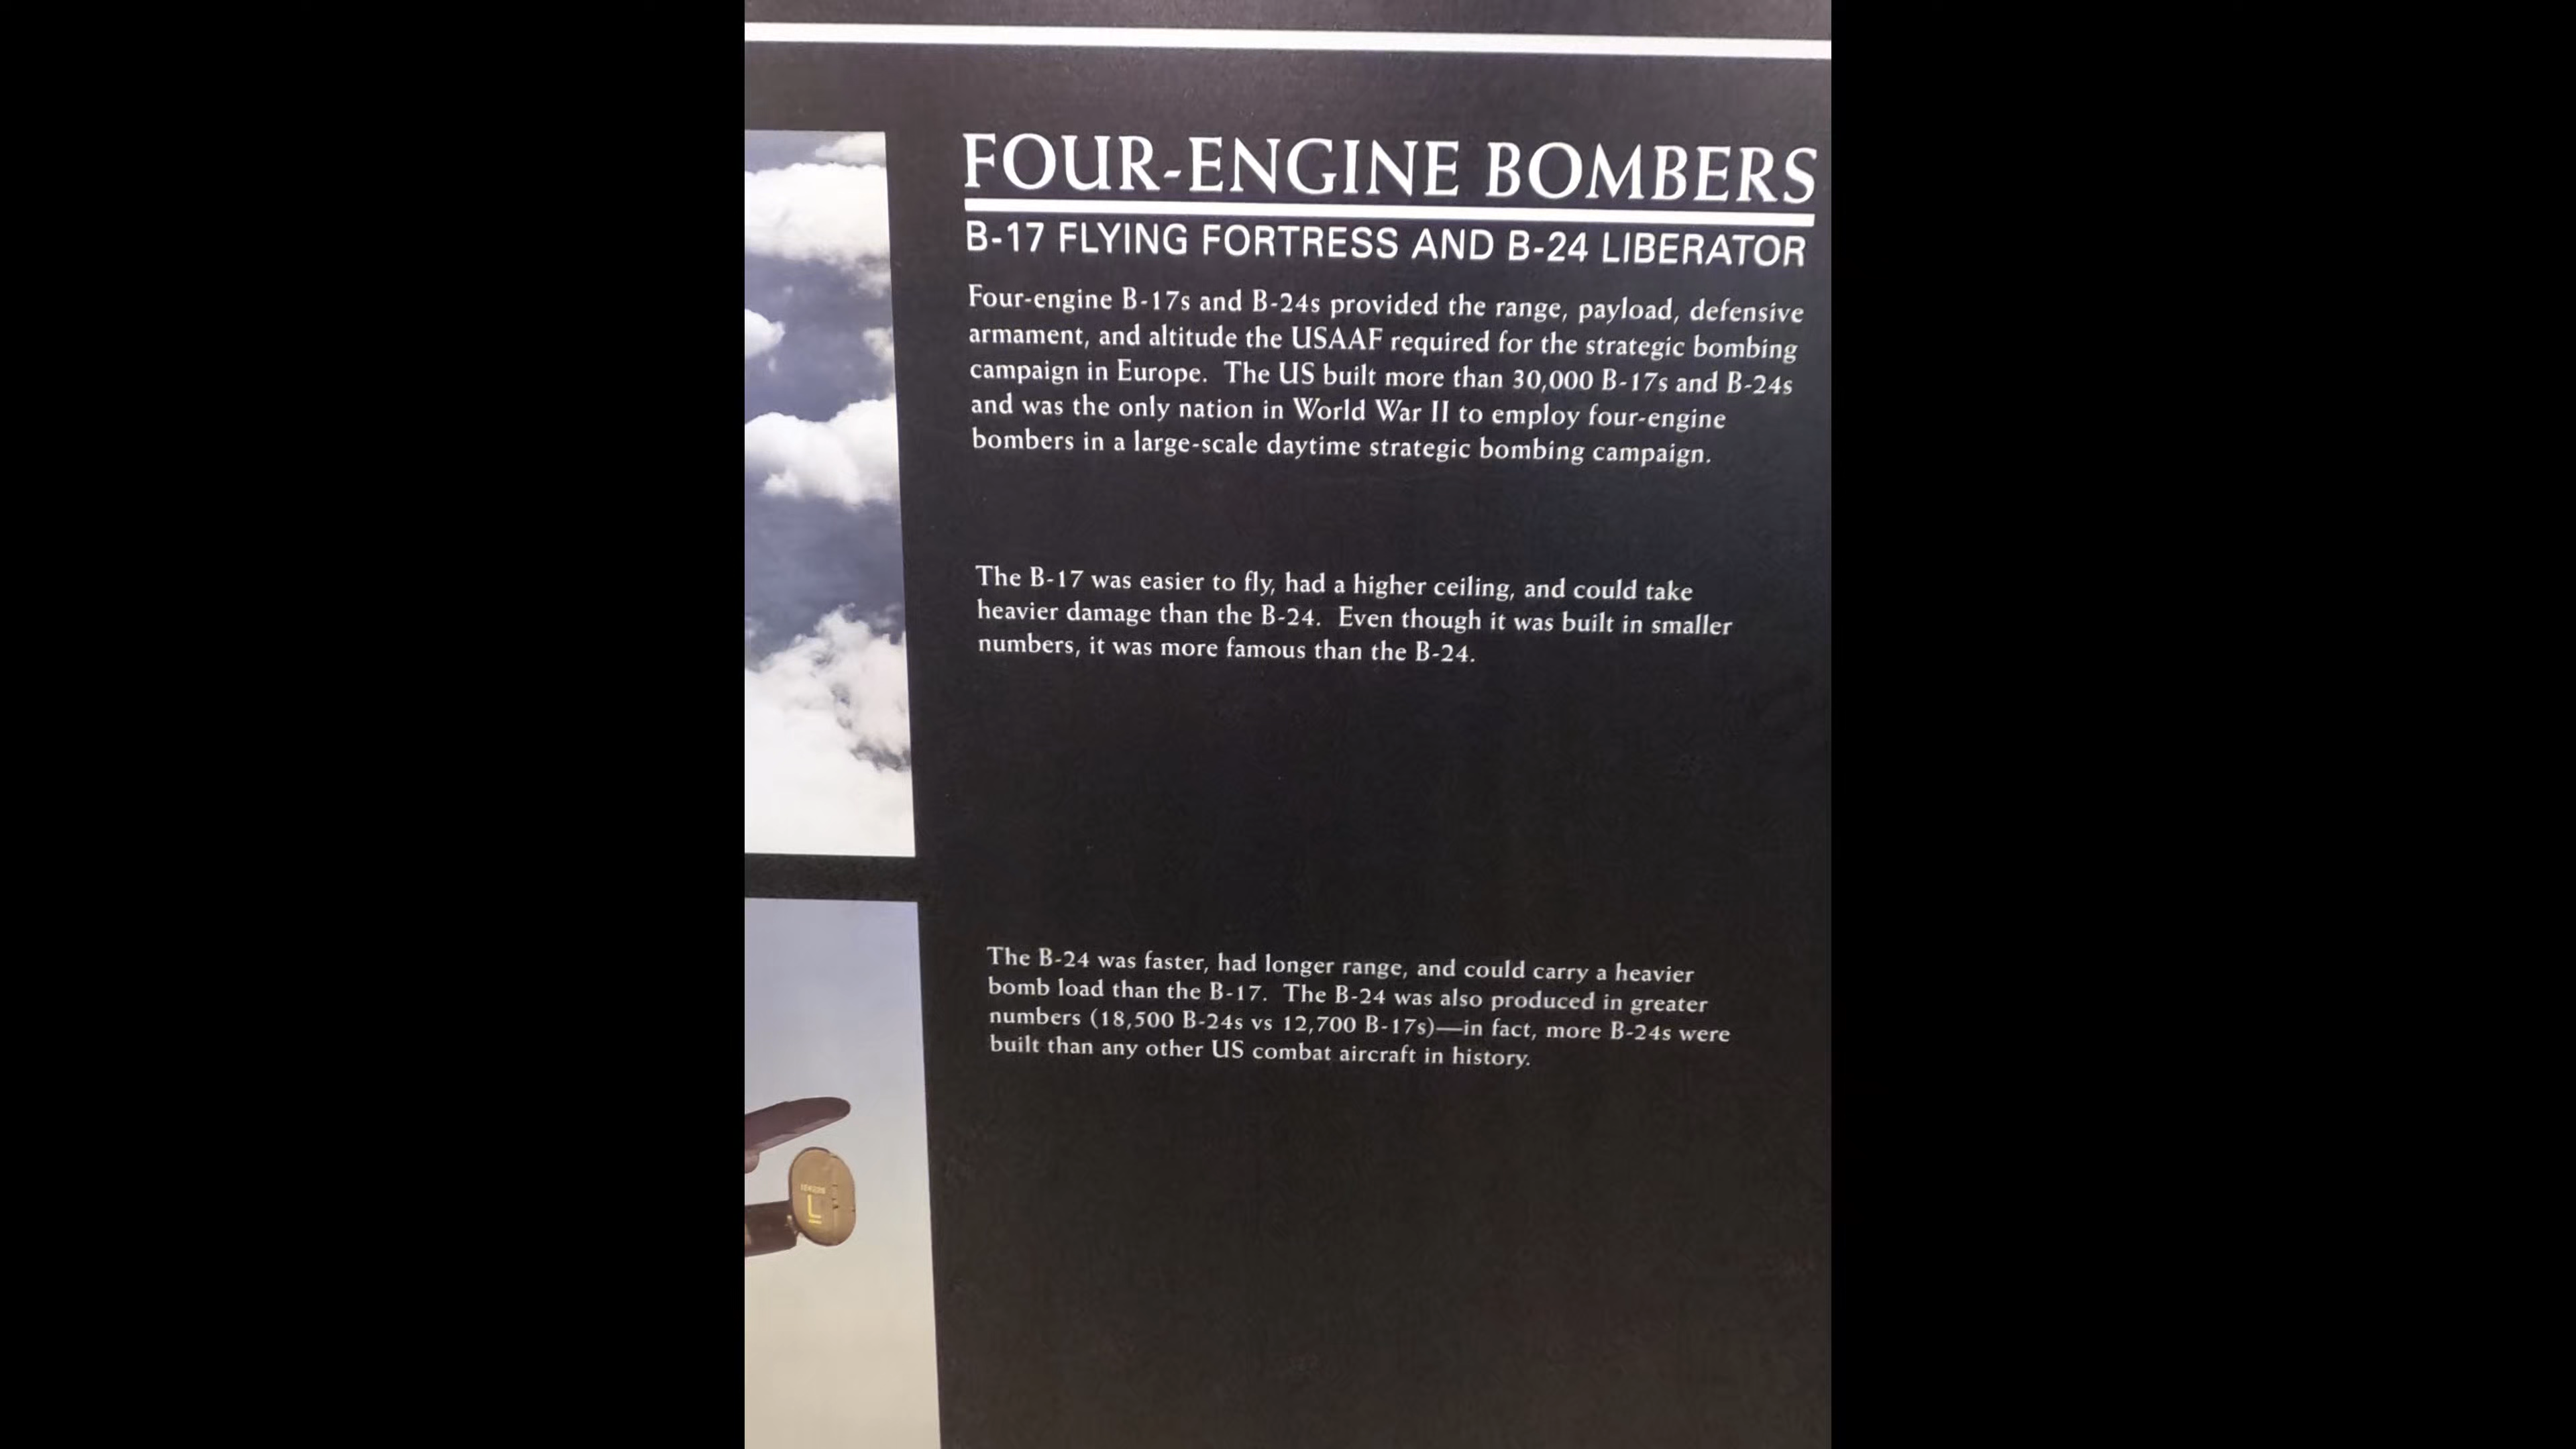 FOUR-ENGINE BOMBERS
B-17 FLYING FORTRESS AND B-24 LIBERATOR
Four-engine B-17s and B-24s provided the range, payload, defensive
armament, and altitude the USAAF required for the strategic bombing
campaign in Europe. The US built more than 30,000 B-17s and B-24s
and was the only nation in World War II to employ four-engine
bombers in a large-scale daytime strategic bombing campaign.
The B-17 was easier to fly, had a higher ceiling, and could take
heavier damage than the B-24. Even though it was built in smaller
numbers, it was more famous than the B-24.
The B-24 was faster, had longer range, and could carry a heavier
bomb load than the B-17. The B-24 was also produced in greater
numbers (18,500 B-24s vs 12,700 B-17s)—in fact, more B-24s were
built than any other US combat aircraft in history.
L